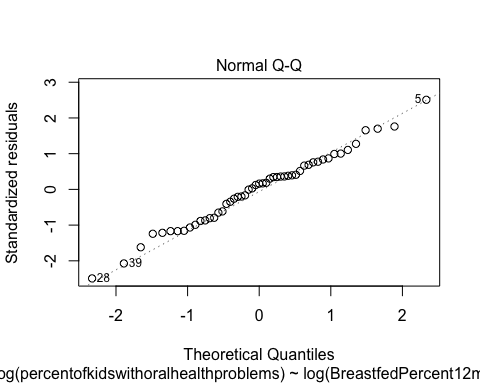 Normal Q-Q
Standardized residuals
3
2
1
0
-1
-2
5
39
28
-2 -1 0 1 2
Theoretical Quantiles
og(percentofkidswithoralhealthproblems) ~ log(BreastfedPercent12m